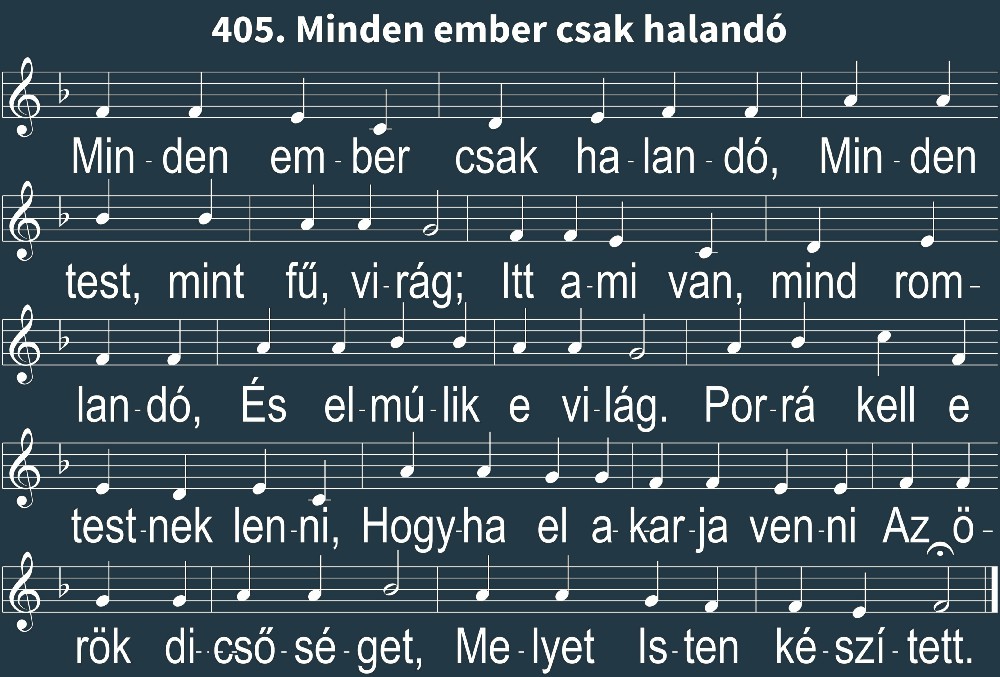 405. Minden ember csak halandó
Min - den em - ber csak ha - lan - dó, Min - den
test, mint fű, vi - rág; Itt a - mi van, mind rom -
lan - dó, És el - mú - lik e vi - lág. Por - rá kell e
test - nek len - ni, Hogy - ha el a - kar - ja ven - ni Az ö -
rök di - cső - sé - get, Me - lyet Is - ten ké - szí - tett.